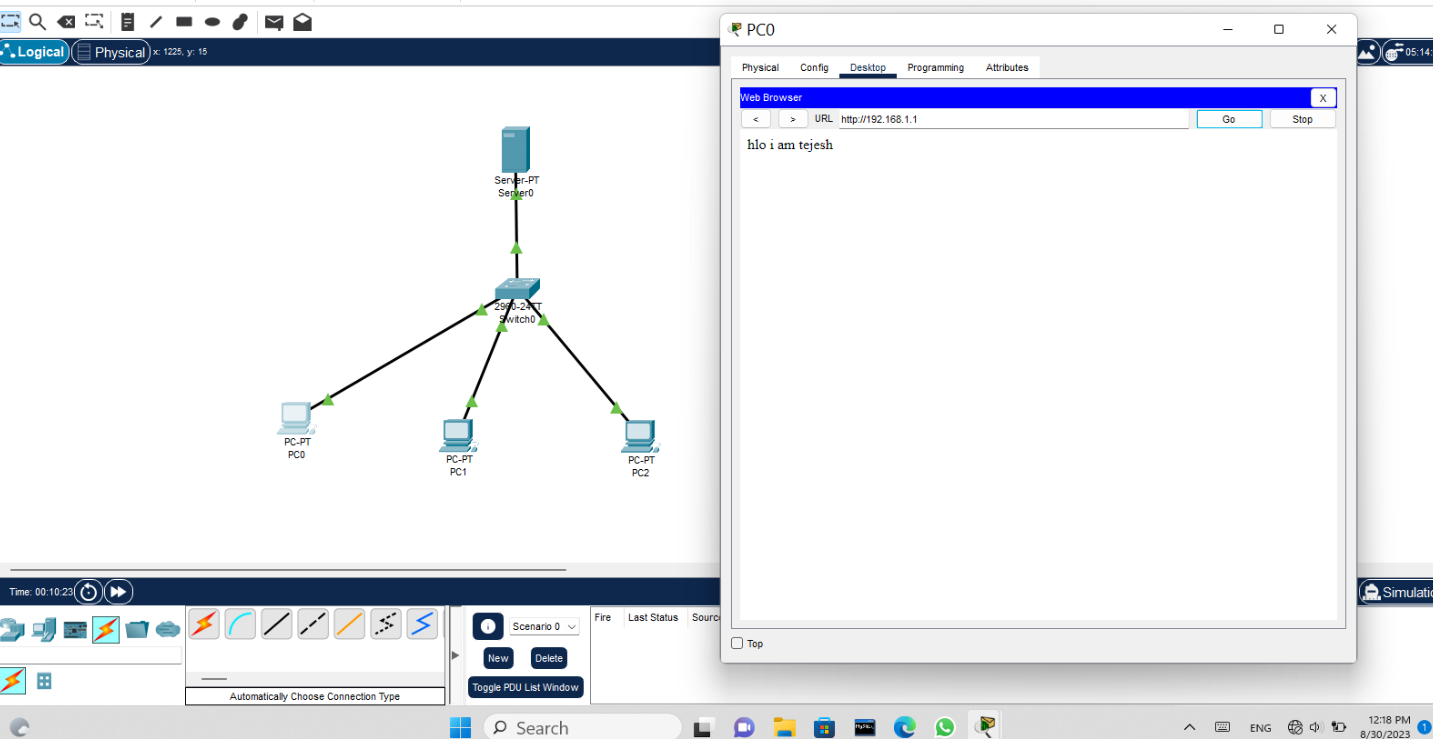 Logical
Physical x: 1225, y: 15
05:14:
PC0
Physical Config Desktop Programming Attributes
Web Browser
X
< > URL http://192.168.1.1 Go Stop
hlo i am tejesh
Server-PT
Server0
2960-24TT
Switch0
PC-PT
PC0
PC-PT
PC1
PC-PT
PC2
Time: 00:10:23
Simulatio
Scenario 0
New Delete
Toggle PDU List Window
Fire Last Status Source
Automatically Choose Connection Type
Top
Search
MySQL
ENG
12:18 PM
8/30/2023
1